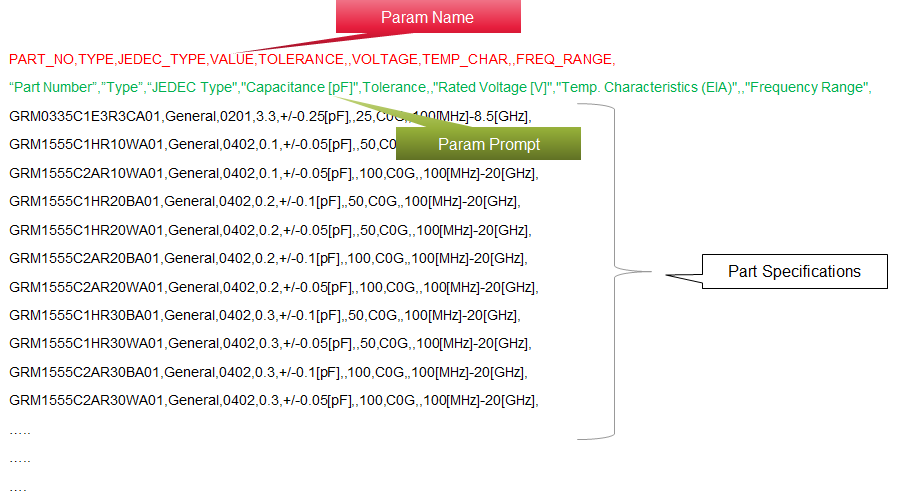 Param Name
PART_NO,TYPE,JEDEC_TYPE,VALUE,TOLERANCE,,VOLTAGE,TEMP_CHAR,,FREQ_RANGE,
“Part Number”,”Type”,“JEDEC Type","Capacitance [pF]",Tolerance,,"Rated Voltage [V]","Temp. Characteristics (EIA)",,"Frequency Range",
GRM0335C1E3R3CA01,General,0201,3.3,+/-0.25[pF],,25,C0G,,100[MHz]-8.5[GHz],
Param Prompt
GRM1555C1HR10WA01,General,0402,0.1,+/-0.05[pF],,50,C0
GRM1555C2AR10WA01,General,0402,0.1,+/-0.05[pF],,100,C0G,,100[MHz]-20[GHz],
GRM1555C1HR20BA01,General,0402,0.2,+/-0.1[pF],,50,C0G,,100[MHz]-20[GHz],
GRM1555C1HR20WA01,General,0402,0.2,+/-0.05[pF],,50,C0G,,100[MHz]-20[GHz],
GRM1555C2AR20BA01,General,0402,0.2,+/-0.1[pF],,100,C0G,,100[MHz]-20[GHz],
Part Specifications
GRM1555C2AR20WA01,General,0402,0.2,+/-0.05[pF],,100,C0G,,100[MHz]-20[GHz],
GRM1555C1HR30BA01,General,0402,0.3,+/-0.1[pF],,50,C0G,,100[MHz]-20[GHz],
GRM1555C1HR30WA01,General,0402,0.3,+/-0.05[pF],,50,C0G,,100[MHz]-20[GHz],
GRM1555C2AR30BA01,General,0402,0.3,+/-0.1[pF],,100,C0G,,100[MHz]-20[GHz],
GRM1555C2AR30WA01,General,0402,0.3,+/-0.05[pF],,100,C0G,,100[MHz]-20[GHz],
…..
…..
….